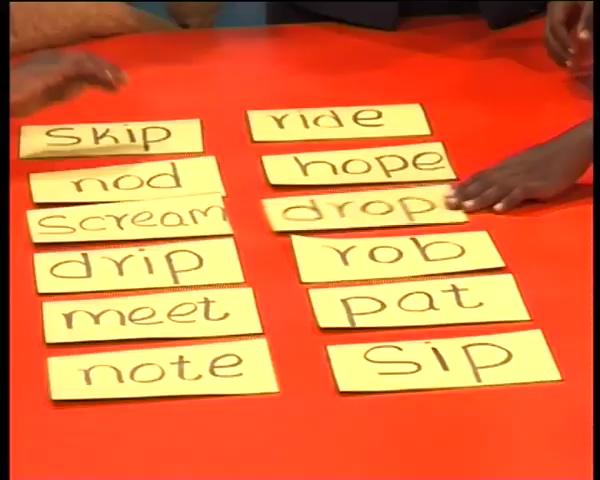 skip
nod
scream
drip
meet
note
ride
hope
drop
rob
pat
sip